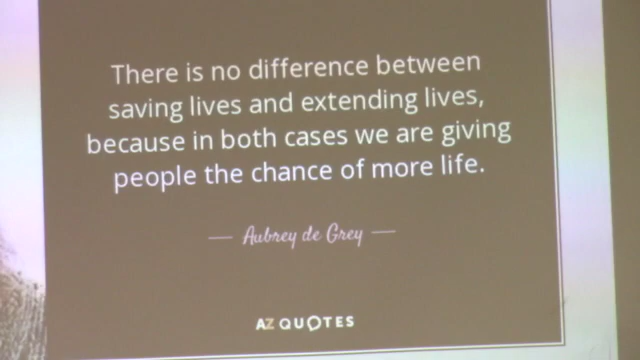 There is no difference between
saving lives and extending lives,
because in both cases we are giving
people the chance of more life.
— Aubrey de Grey —
AZ QUOTES